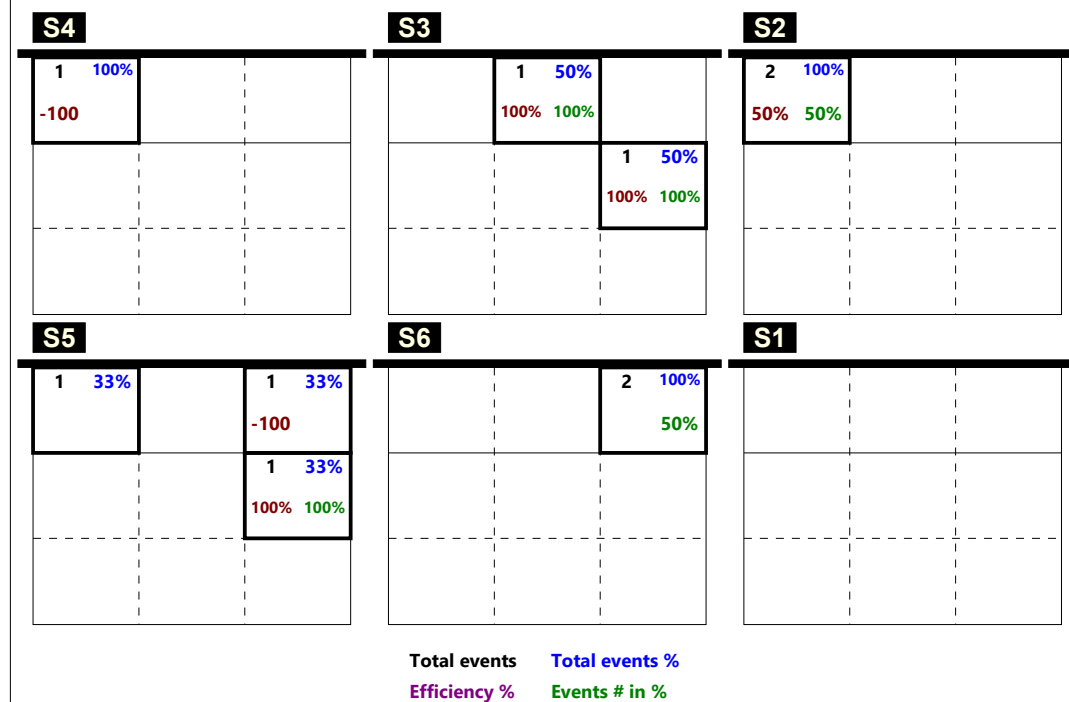 S4 S3 S2
1 100% 1 50% 2 100%
-100 100% 100% 50% 50%
1 50%
100% 100%
S5 S6 S1
1 33% 1 33% 2 100%
-100 50%
1 33%
100% 100%
Total events Total events %
Efficiency % Events # in %